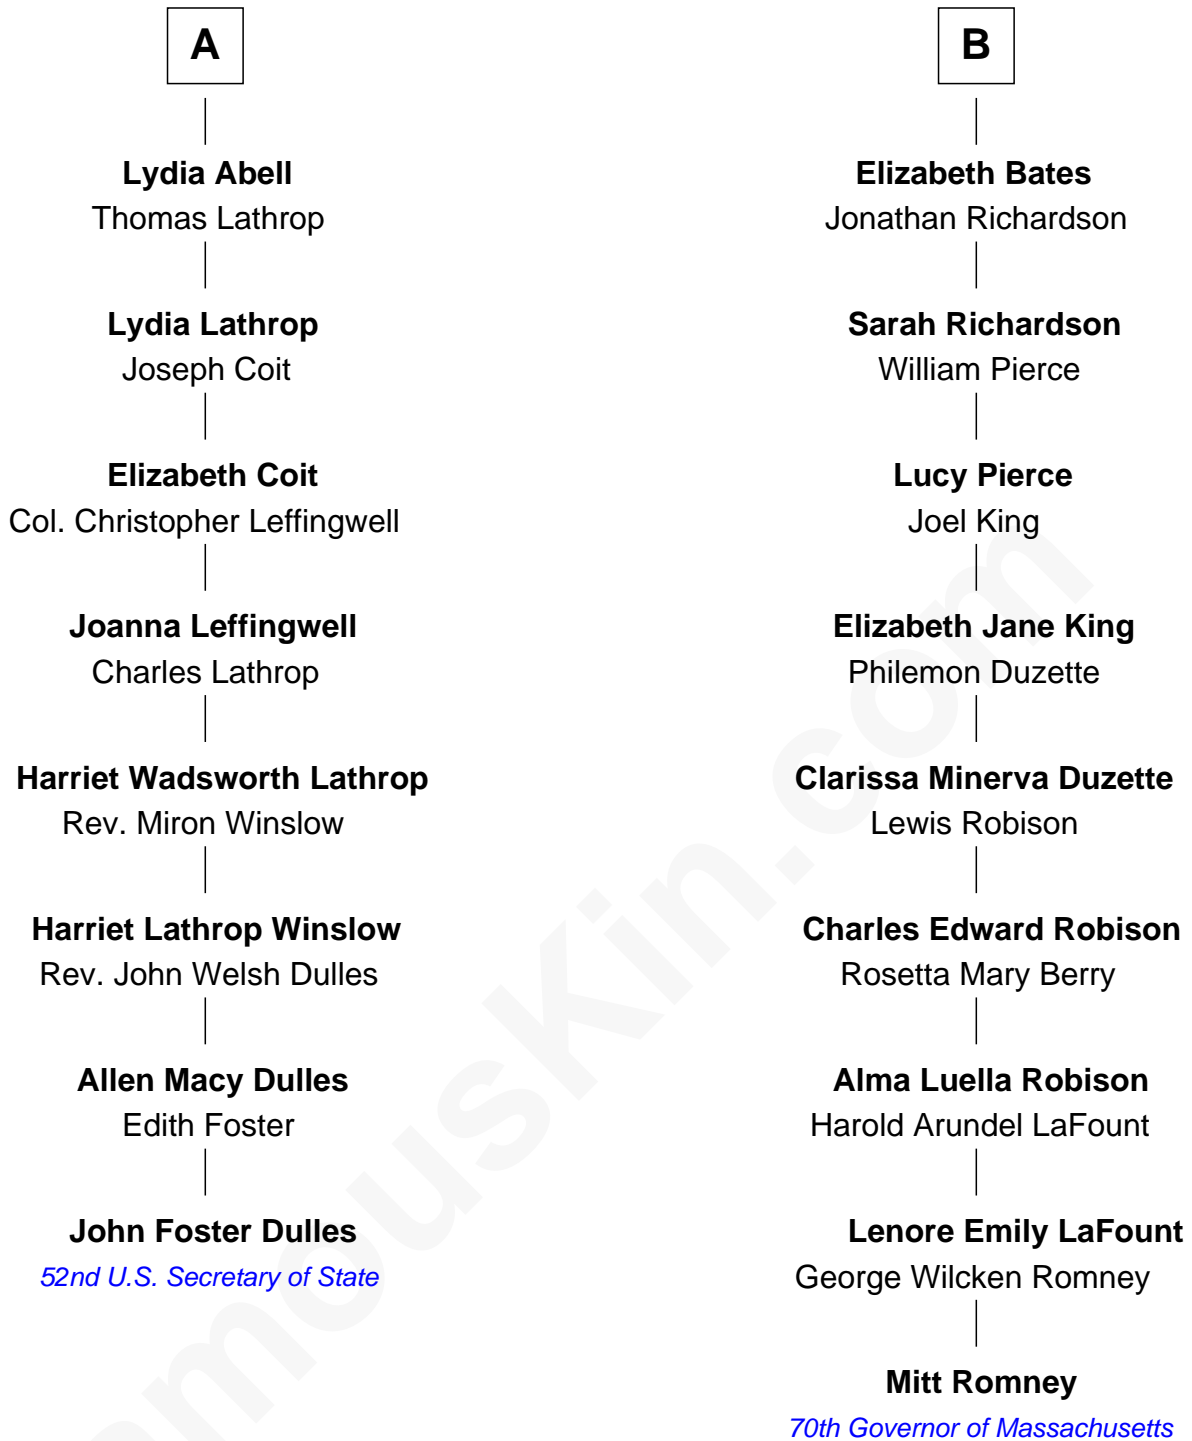 A
Lydia Abell
Thomas Lathrop
Lydia Lathrop
Joseph Coit
Elizabeth Coit
Col. Christopher Leffingwell
Joanna Leffingwell
Charles Lathrop
Harriet Wadsworth Lathrop
Rev. Miron Winslow
Harriet Lathrop Winslow
Rev. John Welsh Dulles
Allen Macy Dulles
Edith Foster
John Foster Dulles
52nd U.S. Secretary of State
B
Elizabeth Bates
Jonathan Richardson
Sarah Richardson
William Pierce
Lucy Pierce
Joel King
Elizabeth Jane King
Philemon Duzette
Clarissa Minerva Duzette
Lewis Robison
Charles Edward Robison
Rosetta Mary Berry
Alma Luella Robison
Harold Arundel LaFount
Lenore Emily LaFount
George Wilcken Romney
Mitt Romney
70th Governor of Massachusetts
amouskin.com